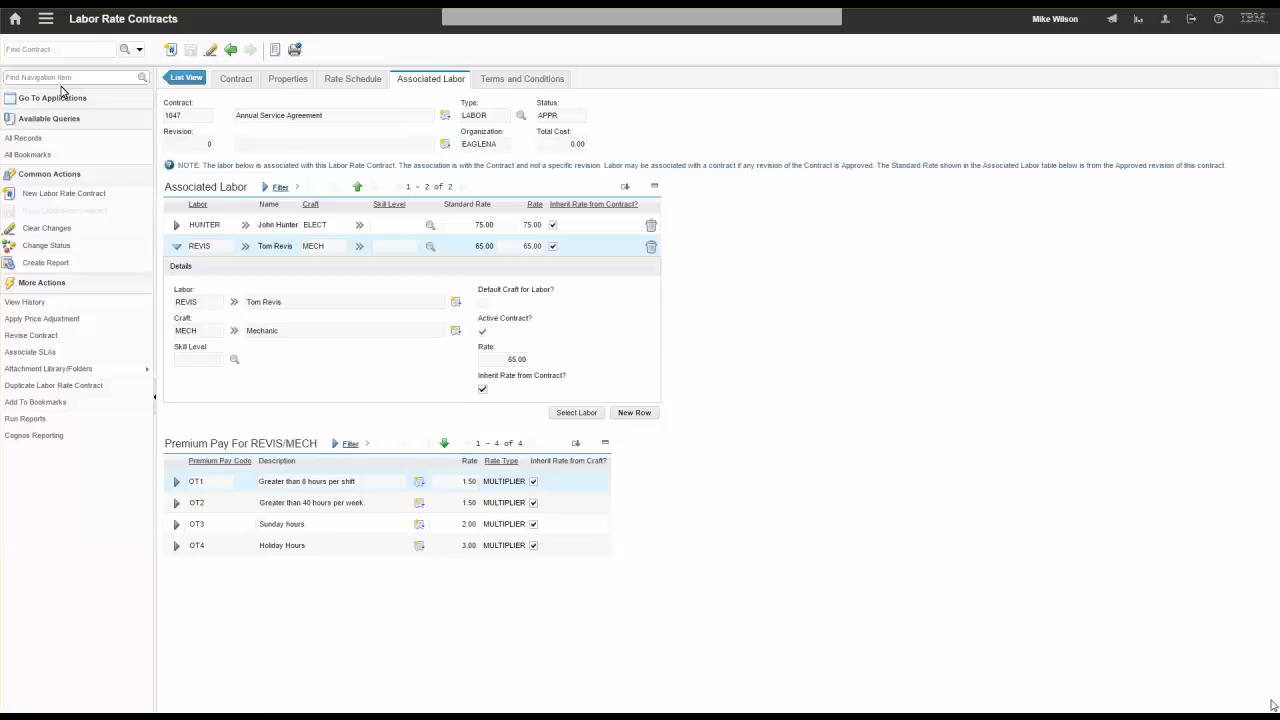 Labor Rate Contracts
Mike Wilson
IBM
Find Contract
Find Navigation Item
Go To Applications
Available Queries
All Records
All Bookmarks
Common Actions
New Labor Rate Contract
Clear Changes
Change Status
Create Report
More Actions
View History
Apply Price Adjustment
Revise Contract
Associate SLAs
Attachment Library/Folders
Duplicate Labor Rate Contract
Add To Bookmarks
Run Reports
Cognos Reporting
List View Contract Properties Rate Schedule Associated Labor Terms and Conditions
Contract: Type: Status:
1047 Annual Service Agreement LABOR APPR
Revision: Organization: Total Cost:
0 EAGLENA 0.00
NOTE: The labor below is associated with this Labor Rate Contract. The association is with the Contract and not a specific revision. Labor may be associated with a contract if any revision of the Contract is Approved. The Standard Rate shown in the Associated Labor table below is from the Approved revision of this contract.
Associated Labor Filter 1 - 2 of 2
Labor Name Craft Skill Level Standard Rate Rate Inherit Rate from Contract?
HUNTER John Hunter ELECT 75.00 75.00
REVIS Tom Revis MECH 65.00 65.00
Details
Labor: Default Craft for Labor?
REVIS Tom Revis
Craft: Active Contract?
MECH Mechanic
Skill Level: Rate:
65.00
Inherit Rate from Contract?
Select Labor New Row
Premium Pay For REVIS/MECH Filter 1 - 4 of 4
Premium Pay Code Description Rate Rate Type Inherit Rate from Craft?
OT1 Greater than 8 hours per shift 1.50 MULTIPLIER
OT2 Greater than 40 hours per week. 1.50 MULTIPLIER
OT3 Sunday hours. 2.00 MULTIPLIER
OT4 Holiday Hours 3.00 MULTIPLIER